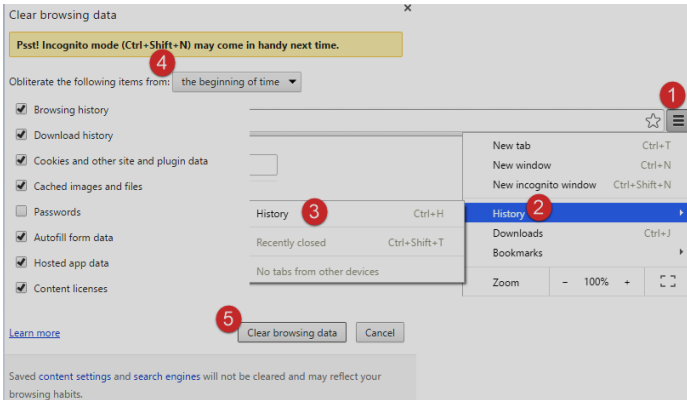 Clear browsing data
×
Psst! Incognito mode (Ctrl+Shift+N) may come in handy next time.
4
Obliterate the following items from: the beginning of time
Browsing history
Download history
Cookies and other site and plugin data
Cached images and files
Passwords
Autofill form data
Hosted app data
Content licenses
1
New tab Ctrl+T
New window Ctrl+N
New incognito window Ctrl+Shift+N
History 2
Downloads Ctrl+J
Bookmarks
Zoom − 100% +
History 3 Ctrl+H
Recently closed Ctrl+Shift+T
No tabs from other devices
5
Learn more Clear browsing data Cancel
Saved content settings and search engines will not be cleared and may reflect your
browsing habits.